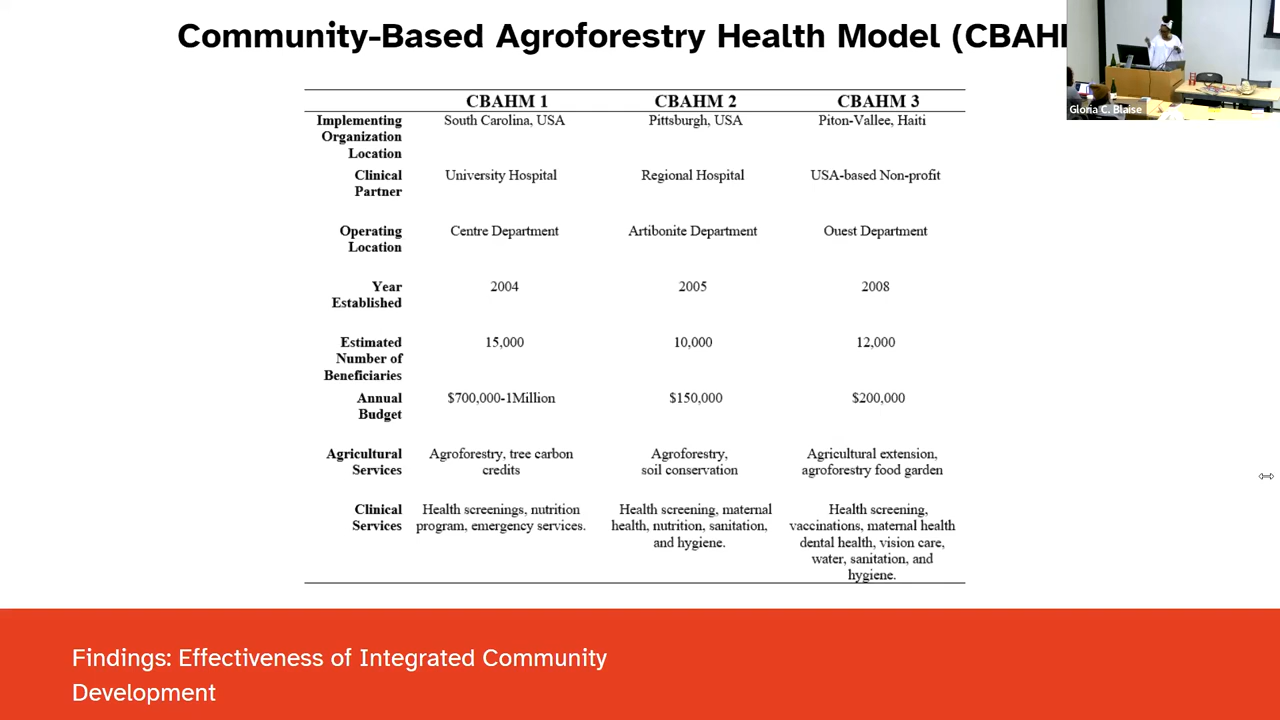 Community-Based Agroforestry Health Model (CBAH
Gloria C. Blaise
CBAHM 1 CBAHM 2 CBAHM 3
Implementing Organization Location South Carolina, USA Pittsburgh, USA Piton-Vallee, Haiti
Clinical Partner University Hospital Regional Hospital USA-based Non-profit
Operating Location Centre Department Artibonite Department Ouest Department
Year Established 2004 2005 2008
Estimated Number of Beneficiaries 15,000 10,000 12,000
Annual Budget $700,000-1Million $150,000 $200,000
Agricultural Services Agroforestry, tree carbon credits Agroforestry, soil conservation Agricultural extension, agroforestry food garden
Clinical Services Health screenings, nutrition program, emergency services. Health screening, maternal health, nutrition, sanitation, and hygiene. Health screening, vaccinations, maternal health dental health, vision care, water, sanitation, and hygiene.
Findings: Effectiveness of Integrated Community
Development